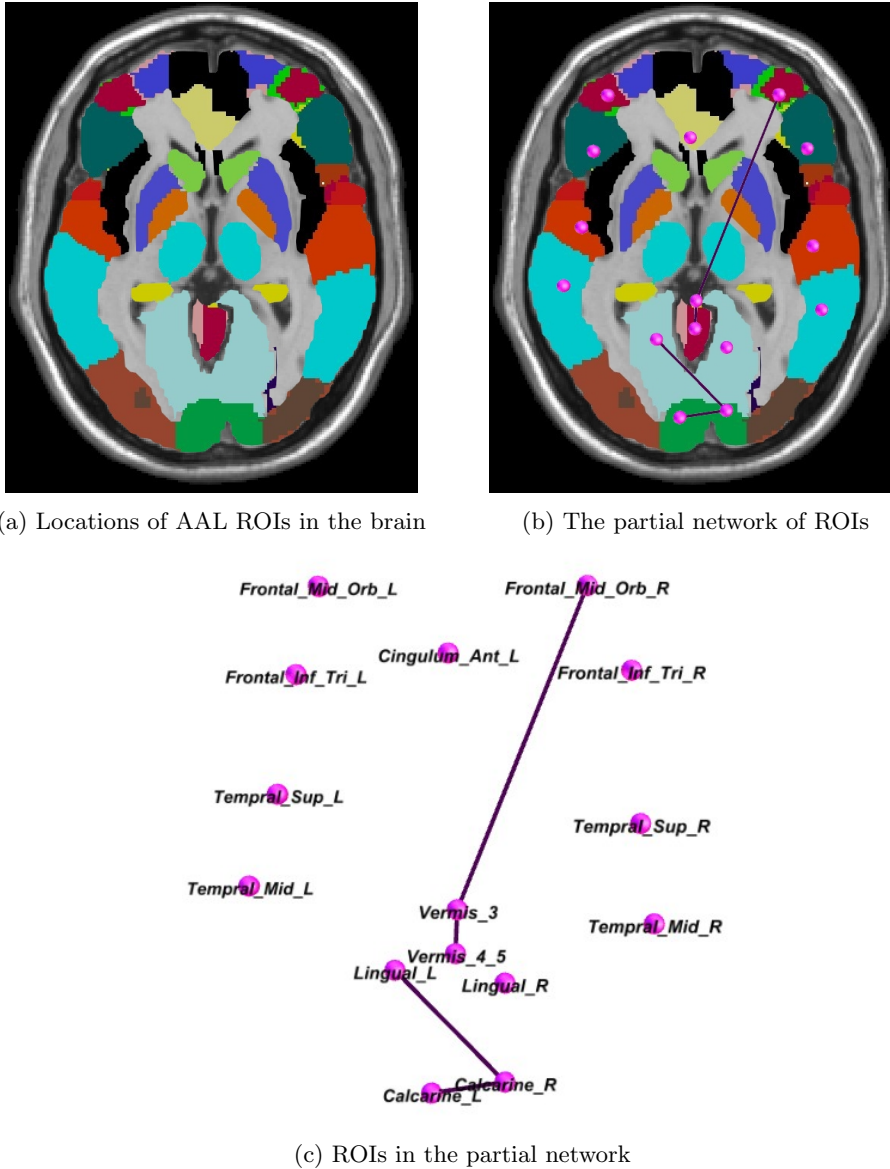 (a) Locations of AAL ROIs in the brain
(b) The partial network of ROIs
Frontal_Mid_Orb_L
Frontal_Mid_Orb_R
Cingulum_Ant_L
Frontal_Inf_Tri_L
Frontal_Inf_Tri_R
Tempral_Sup_L
Tempral_Sup_R
Tempral_Mid_L
Vermis_3
Tempral_Mid_R
Vermis_4_5
Lingual_L
Lingual_R
Calcarine_R
Calcarine_L
(c) ROIs in the partial network